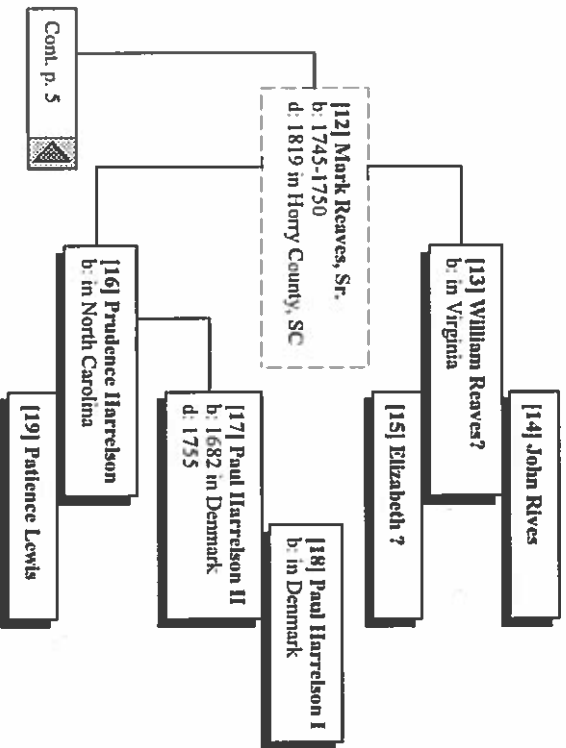 [14] John Rives
[13] William Reaves?
b: in Virginia
[15] Elizabeth ?
[12] Mark Reaves, Sr.
b: 1745-1750
d: 1819 in Horry County, SC
[18] Paul Harrelson I
b: in Denmark
[17] Paul Harrelson II
b: 1682 in Denmark
d: 1755
[16] Prudence Harrelson
b: in North Carolina
[19] Patience Lewis
Cont. p. 5